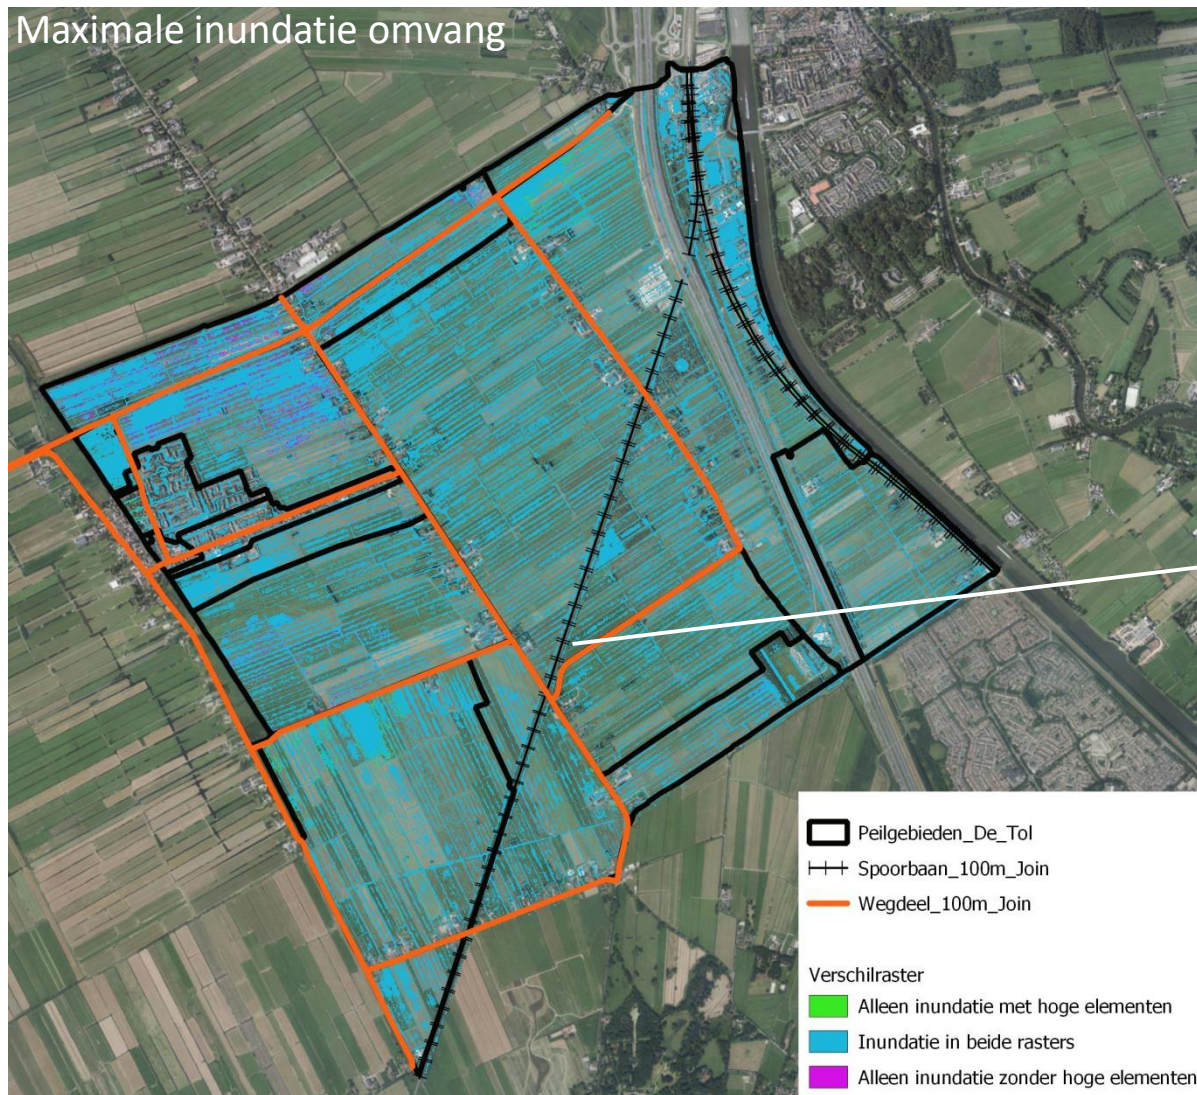 Maximale inundatie omvang
Peilgebieden_De_Tol
Spoorbaan_100m_Join
Wegdeel_100m_Join
Verschilraster
Alleen inundatie met hoge elementen
Inundatie in beide rasters
Alleen inundatie zonder hoge elementen